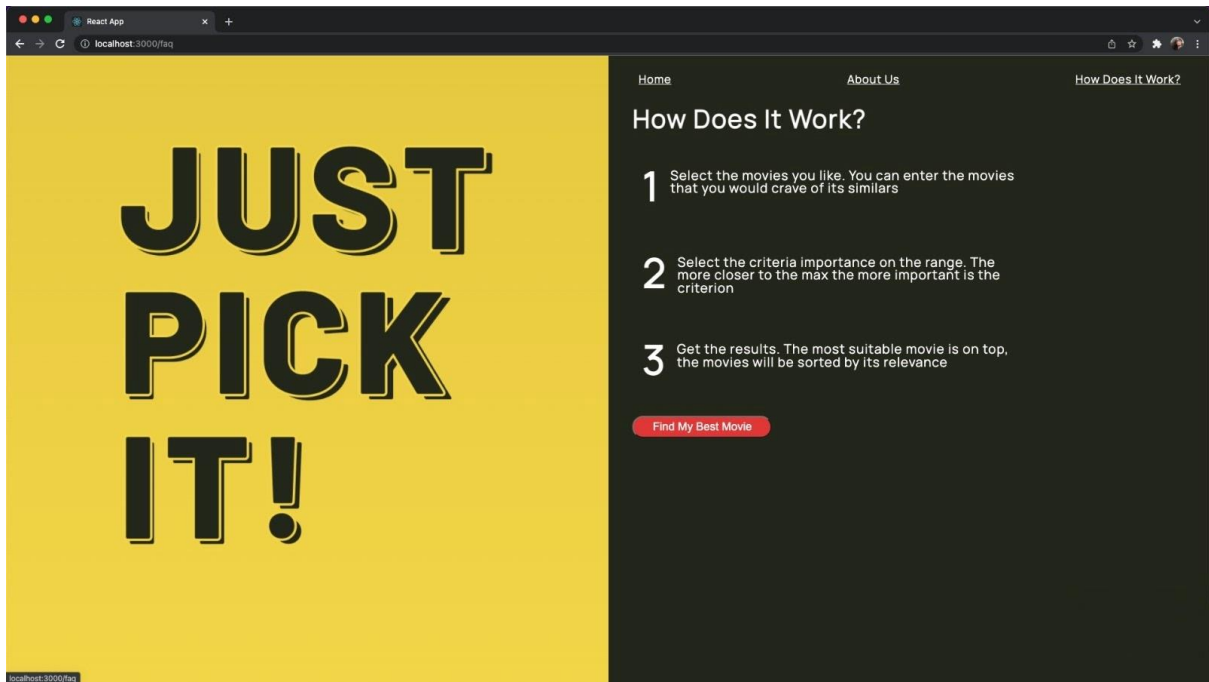 React App
localhost:3000/faq
JUST
PICK
IT!
Home
About Us
How Does It Work?
How Does It Work?
1
Select the movies you like. You can enter the movies
that you would crave of its similars
2
Select the criteria importance on the range. The
more closer to the max the more important is the
criterion
3
Get the results. The most suitable movie is on top,
the movies will be sorted by its relevance
Find My Best Movie
localhost:3000/faq